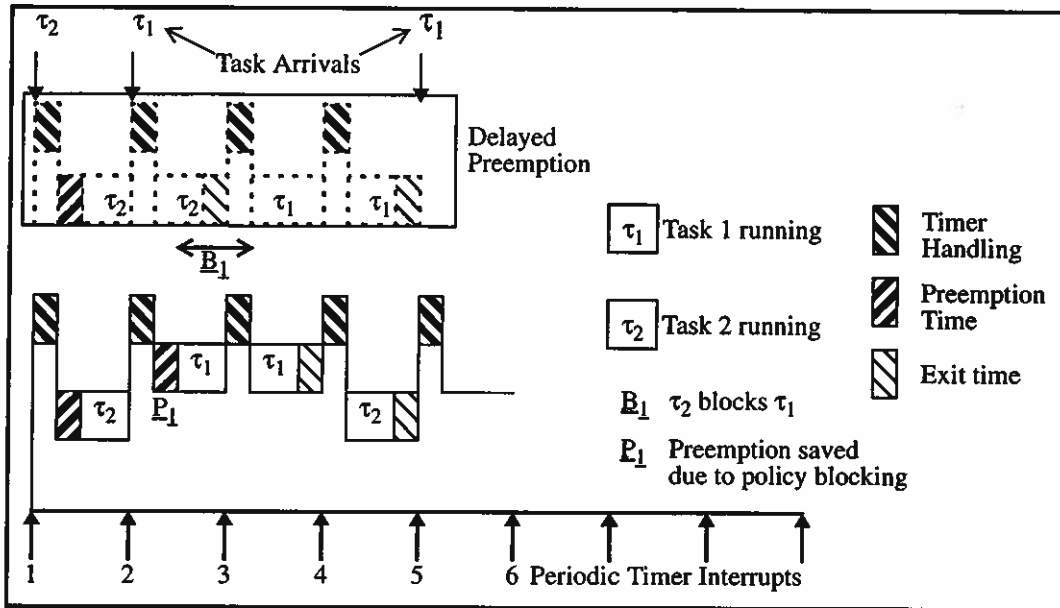 τ2 τ1 τ1
Task Arrivals
Delayed
Preemption
τ2 τ2 τ1 τ1
B1
τ1 Task 1 running
τ2 Task 2 running
B1 τ2 blocks τ1
P1 Preemption saved
due to policy blocking
Timer
Handling
Preemption
Time
Exit time
τ1 τ1
τ2 P1 τ2
1 2 3 4 5 6 Periodic Timer Interrupts